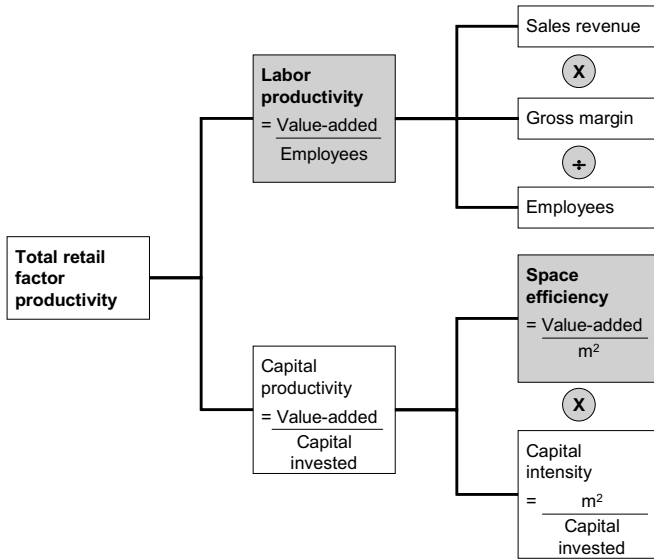 Sales revenue
X
Labor
productivity
= Value-added
Employees
Gross margin
÷
Employees
Total retail
factor
productivity
Space
efficiency
= Value-added
m²
X
Capital
productivity
= Value-added
Capital
invested
Capital
intensity
= m²
Capital
invested